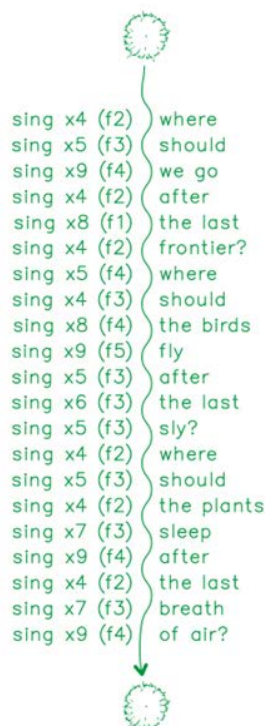 sing x4 (f2) where
sing x5 (f3) should
sing x9 (f4) we go
sing x4 (f2) after
sing x8 (f1) the last
sing x4 (f2) frontier?
sing x5 (f4) where
sing x4 (f3) should
sing x8 (f4) the birds
sing x9 (f5) fly
sing x5 (f3) after
sing x6 (f3) the last
sing x5 (f3) sly?
sing x4 (f2) where
sing x5 (f3) should
sing x4 (f2) the plants
sing x7 (f3) sleep
sing x9 (f4) after
sing x4 (f2) the last
sing x7 (f3) breath
sing x9 (f4) of air?